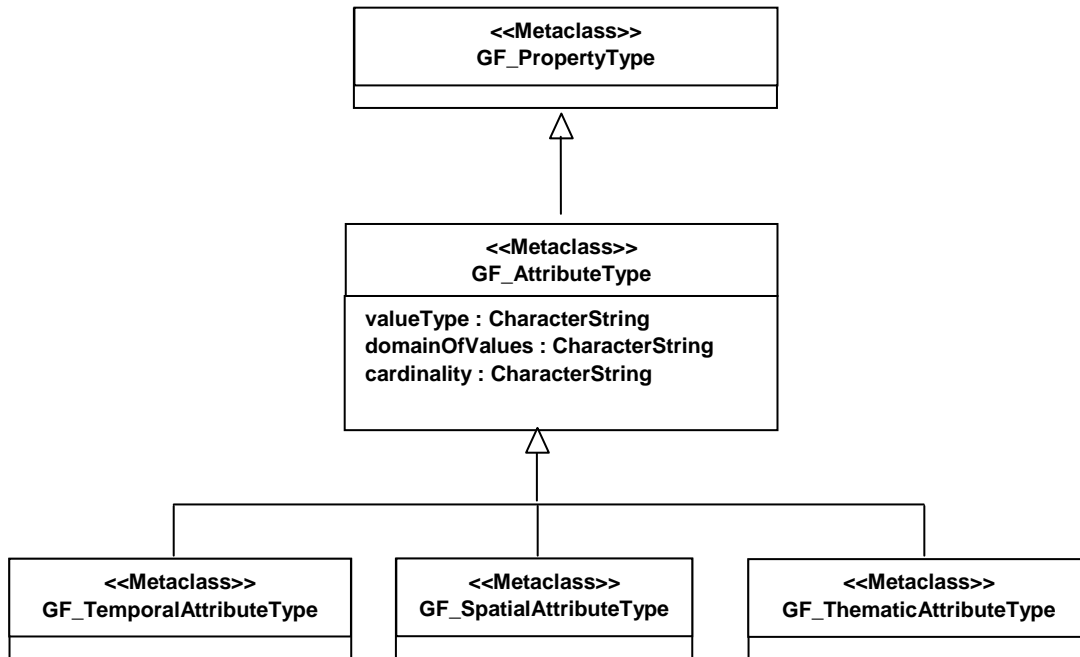 <<Metaclass>>
GF_PropertyType
<<Metaclass>>
GF_AttributeType
valueType : CharacterString
domainOfValues : CharacterString
cardinality : CharacterString
<<Metaclass>>
GF_TemporalAttributeType
<<Metaclass>>
GF_SpatialAttributeType
<<Metaclass>>
GF_ThematicAttributeType